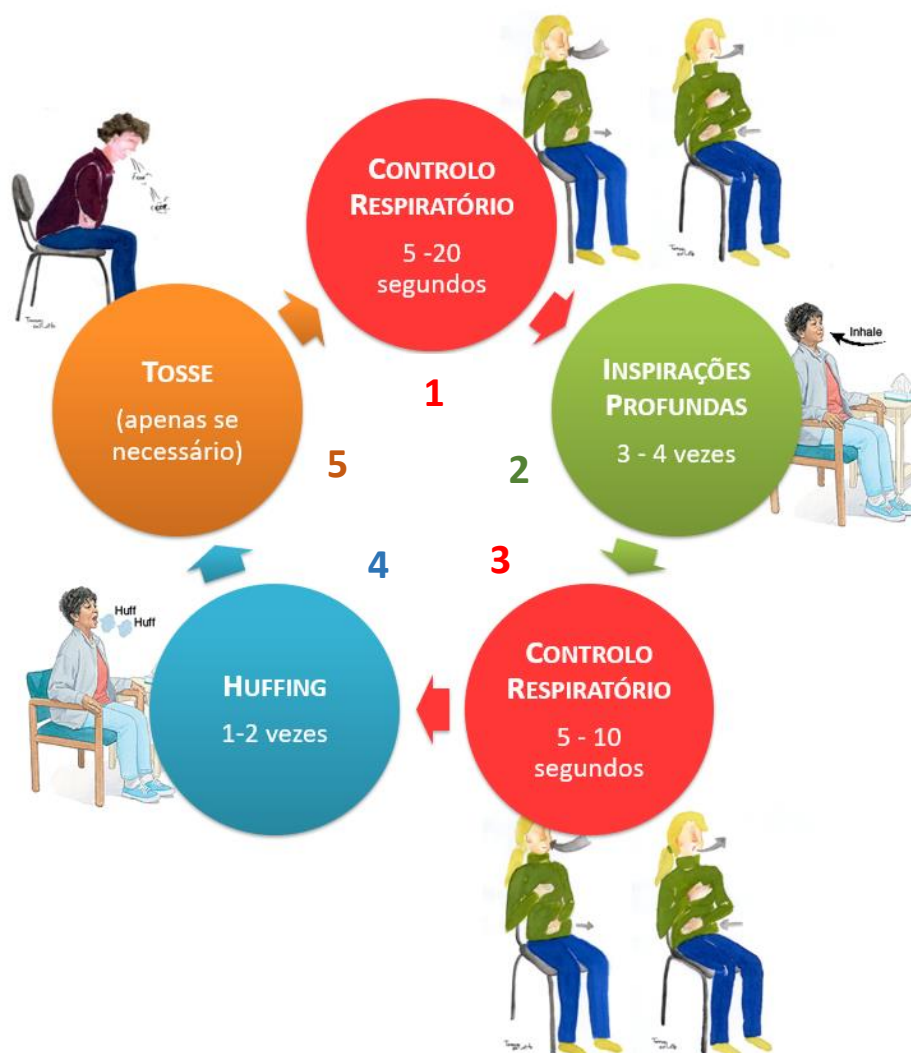 CONTROLO
RESPIRATÓRIO
5 -20
segundos
1
INSPIRAÇÕES
PROFUNDAS
3 - 4 vezes
2
Inhale
CONTROLO
RESPIRATÓRIO
5 - 10
segundos
3
HUFFING
1-2 vezes
4
Huff
Huff
TOSSE
(apenas se
necessário)
5